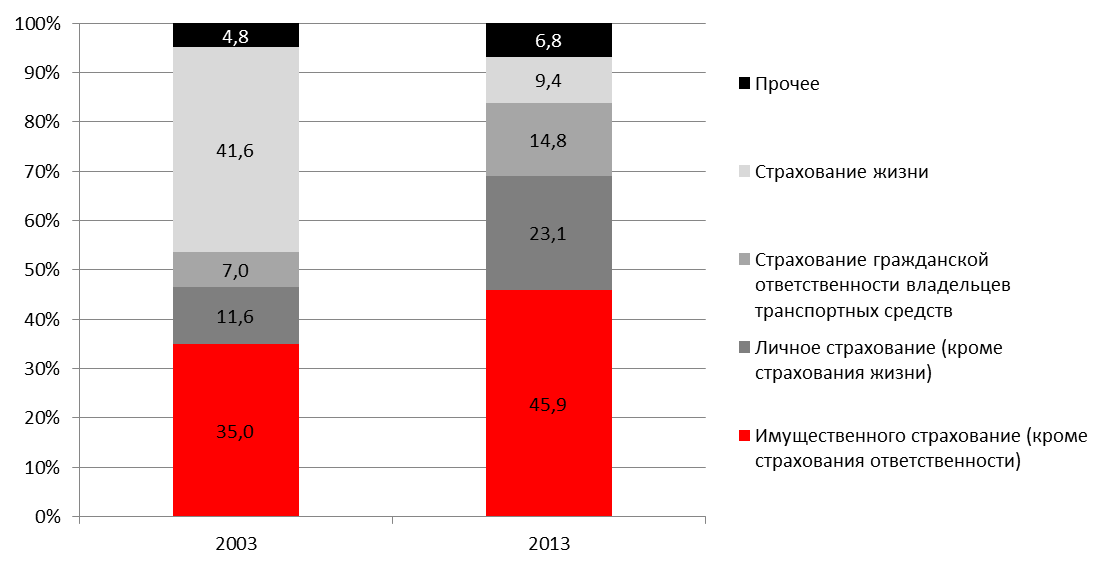 100%
90%
80%
70%
60%
50%
40%
30%
20%
10%
0%
4,8
41,6
7,0
11,6
35,0
6,8
9,4
14,8
23,1
45,9
2003
2013
Прочее
Страхование жизни
Страхование гражданской
ответственности владельцев
транспортных средств
Личное страхование (кроме
страхования жизни)
Имущественного страхование (кроме
страхования ответственности)